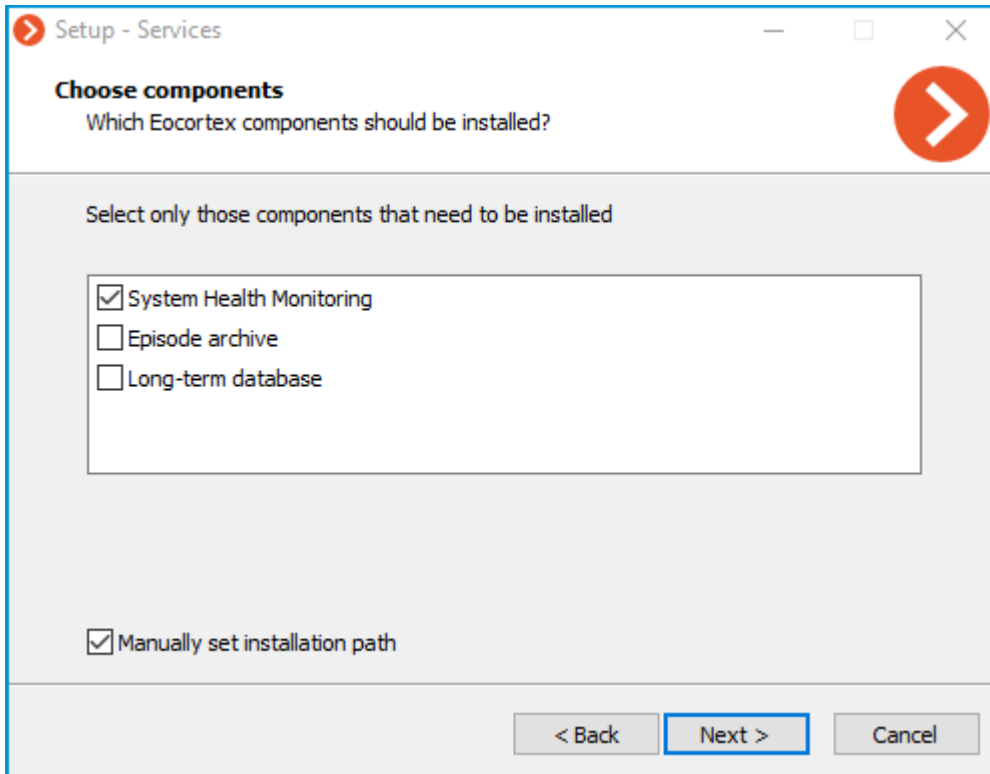 Setup - Services
Choose components
Which Eocortex components should be installed?
Select only those components that need to be installed
System Health Monitoring
Episode archive
Long-term database
Manually set installation path
< Back Next > Cancel